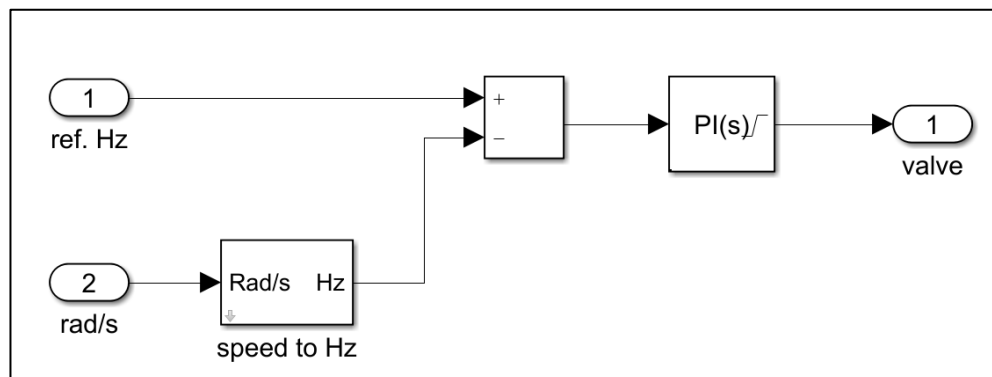 1
ref. Hz
+
−
PI(s)
1
valve
2
rad/s
Rad/s Hz
speed to Hz